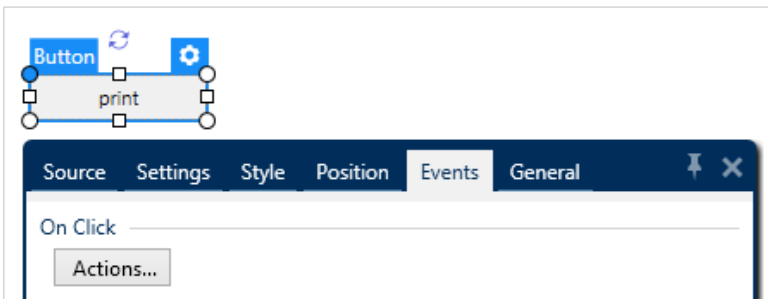 Button
print
Source Settings Style Position Events General
On Click
Actions...